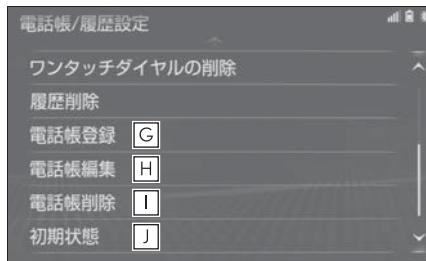 電話帳/履歴設定
ワンタッチダイヤルの削除
履歴削除
電話帳登録 G
電話帳編集 H
電話帳削除 I
初期状態 J